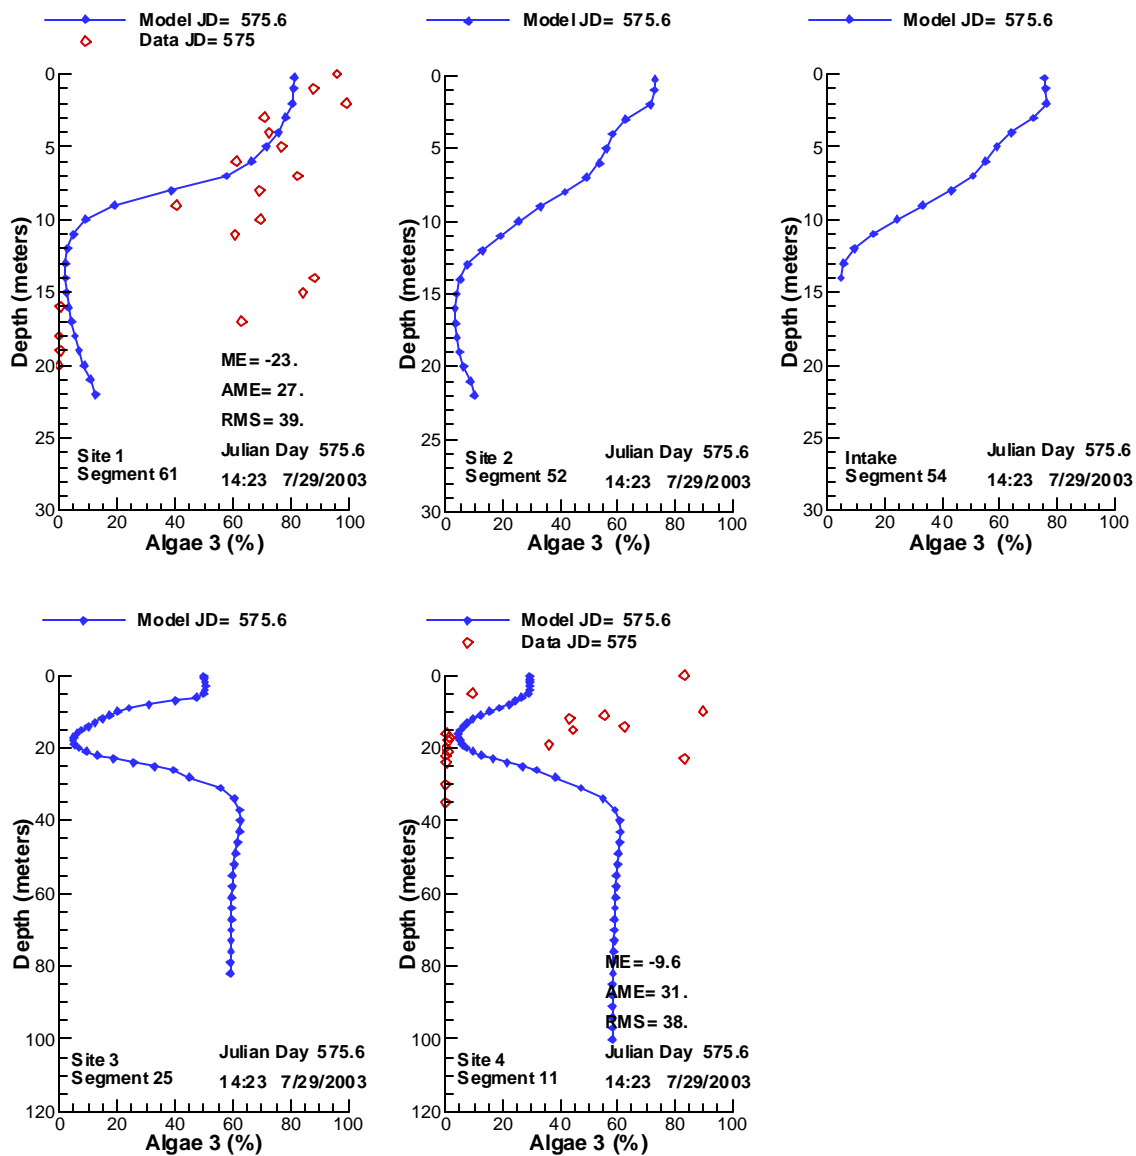 Model JD= 575.6
Data JD= 575
0
5
10
15
20
25
30
Depth (meters)
ME= -23.
AME= 27.
RMS= 39.
Site 1
Segment 61
Julian Day 575.6
14:23 7/29/2003
0 20 40 60 80 100
Algae 3 (%)
Model JD= 575.6
0
5
10
15
20
25
30
Depth (meters)
Site 2
Segment 52
Julian Day 575.6
14:23 7/29/2003
0 20 40 60 80 100
Algae 3 (%)
Model JD= 575.6
0
5
10
15
20
25
30
Depth (meters)
Intake
Segment 54
Julian Day 575.6
14:23 7/29/2003
0 20 40 60 80 100
Algae 3 (%)
Model JD= 575.6
0
20
40
60
80
100
120
Depth (meters)
Site 3
Segment 25
Julian Day 575.6
14:23 7/29/2003
0 20 40 60 80 100
Algae 3 (%)
Model JD= 575.6
Data JD= 575
0
20
40
60
80
100
120
Depth (meters)
ME= -9.6
AME= 31.
RMS= 38.
Site 4
Segment 11
Julian Day 575.6
14:23 7/29/2003
0 20 40 60 80 100
Algae 3 (%)